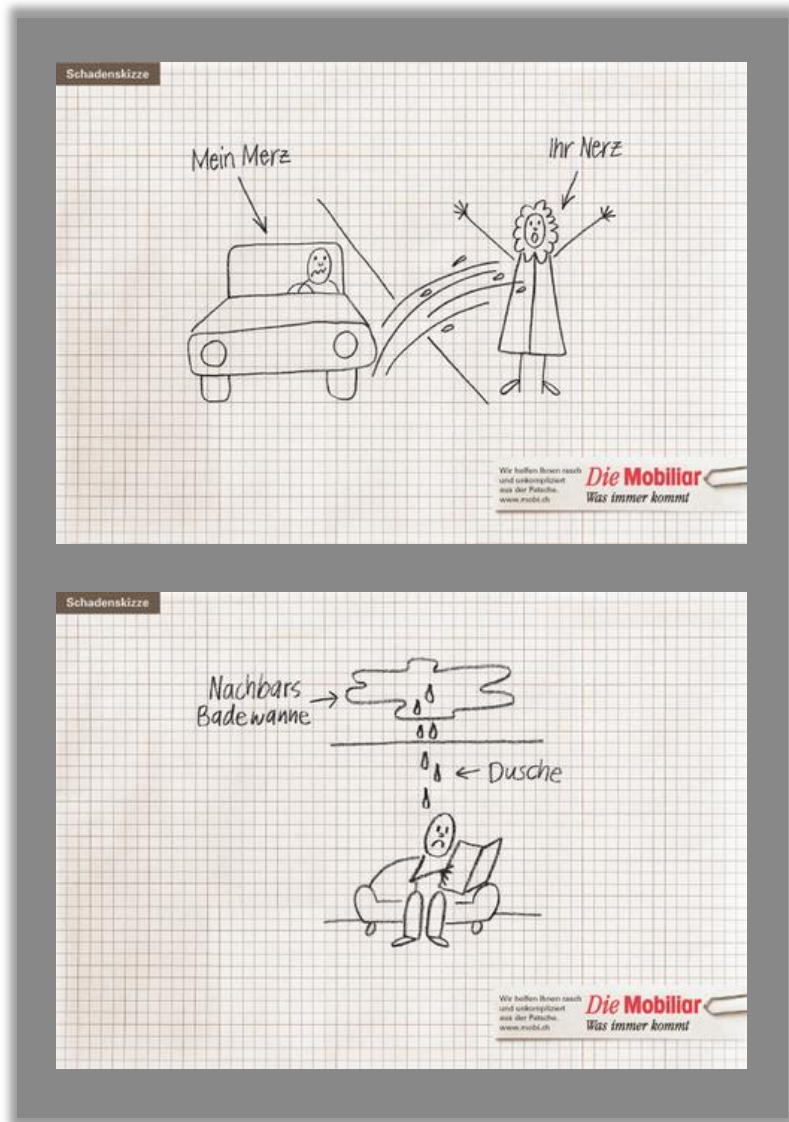 Schadenskizze
Mein Merz
Ihr Nerz
Wir helfen Ihnen rasch
und unkompliziert
aus der Patsche.
www.mobi.ch
Die Mobiliar
Was immer kommt
Schadenskizze
Nachbars
Badewanne
Dusche
Wir helfen Ihnen rasch
und unkompliziert
aus der Patsche.
www.mobi.ch
Die Mobiliar
Was immer kommt